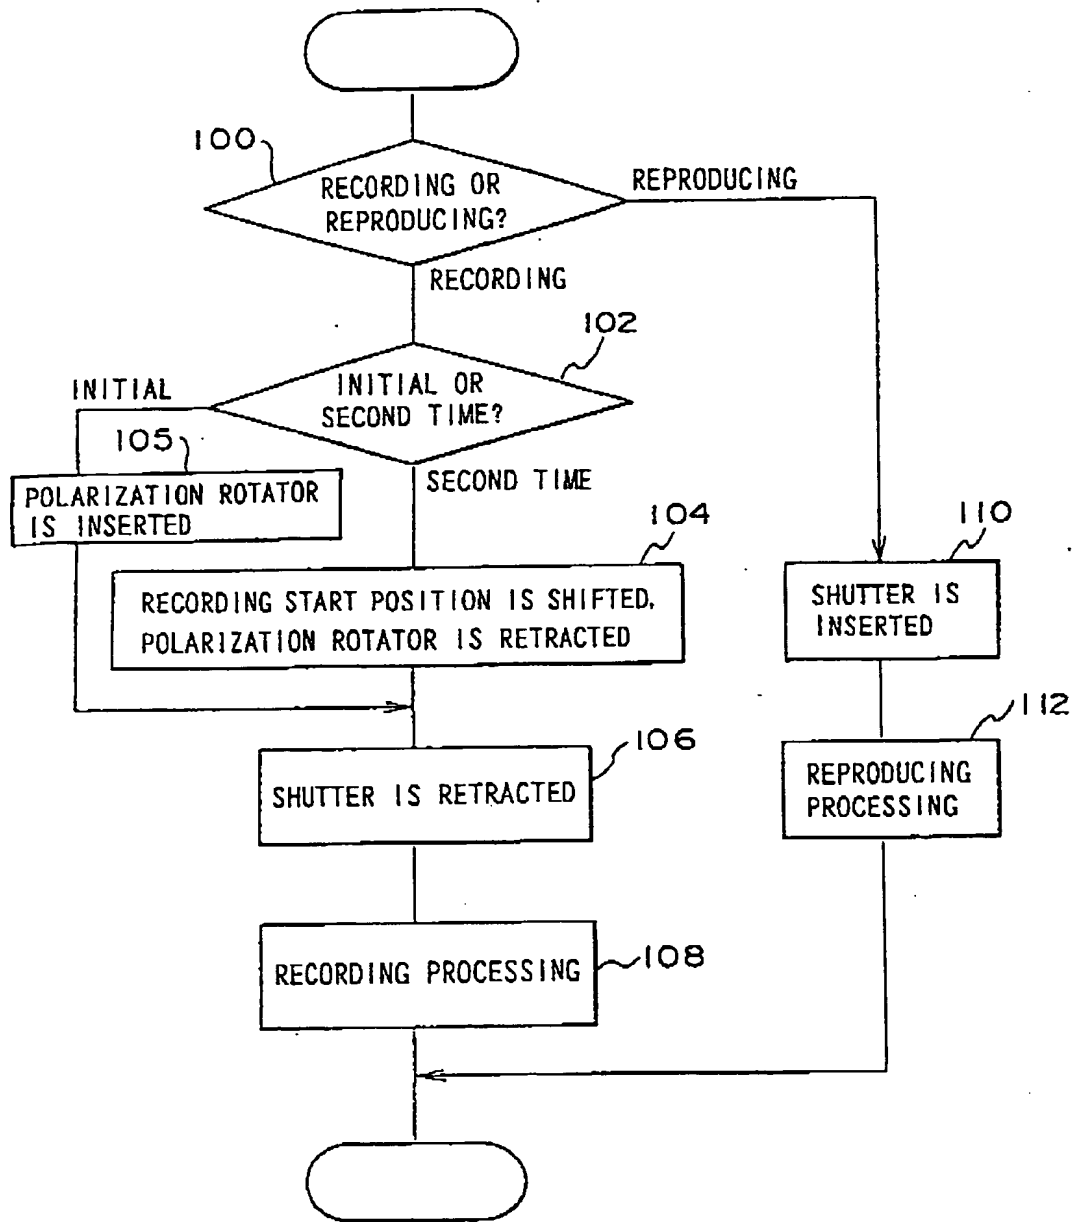 100
RECORDING OR
REPRODUCING?
REPRODUCING
RECORDING
102
INITIAL
INITIAL OR
SECOND TIME?
105
SECOND TIME
POLARIZATION ROTATOR
IS INSERTED
104
110
RECORDING START POSITION IS SHIFTED,
POLARIZATION ROTATOR IS RETRACTED
SHUTTER IS
INSERTED
106
112
SHUTTER IS RETRACTED
REPRODUCING
PROCESSING
RECORDING PROCESSING
108